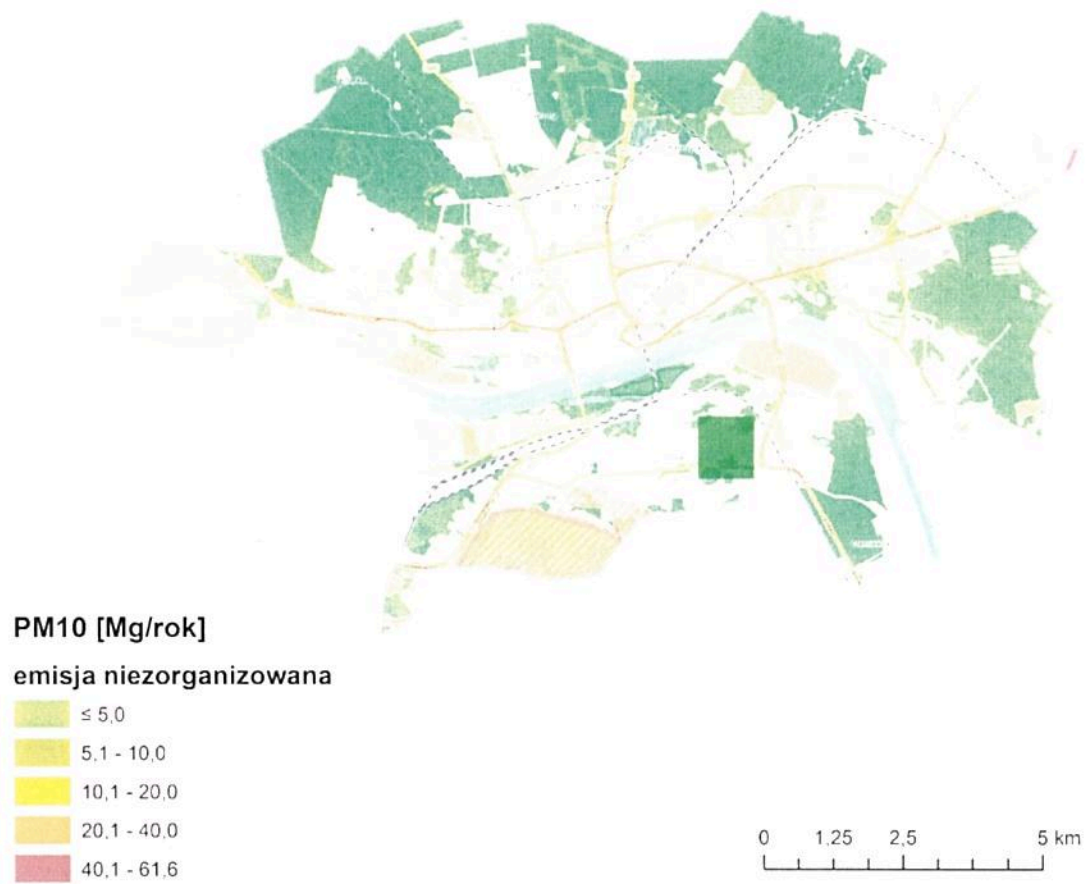 PM10 [Mg/rok]
emisja niezorganizowana
≤ 5,0
5,1 - 10,0
10,1 - 20,0
20,1 - 40,0
40,1 - 61,6
0 1,25 2,5 5 km